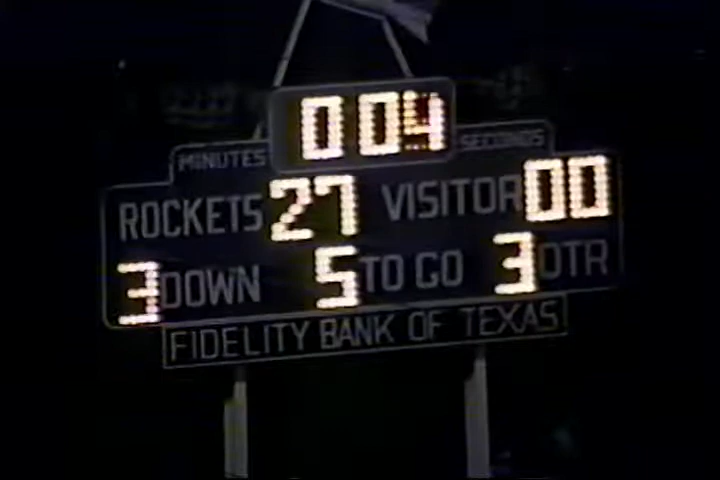 MINUTES 0 04 SECONDS
ROCKETS 27 VISITOR 00
3 DOWN 5 TO GO 3 QTR
FIDELITY BANK OF TEXAS